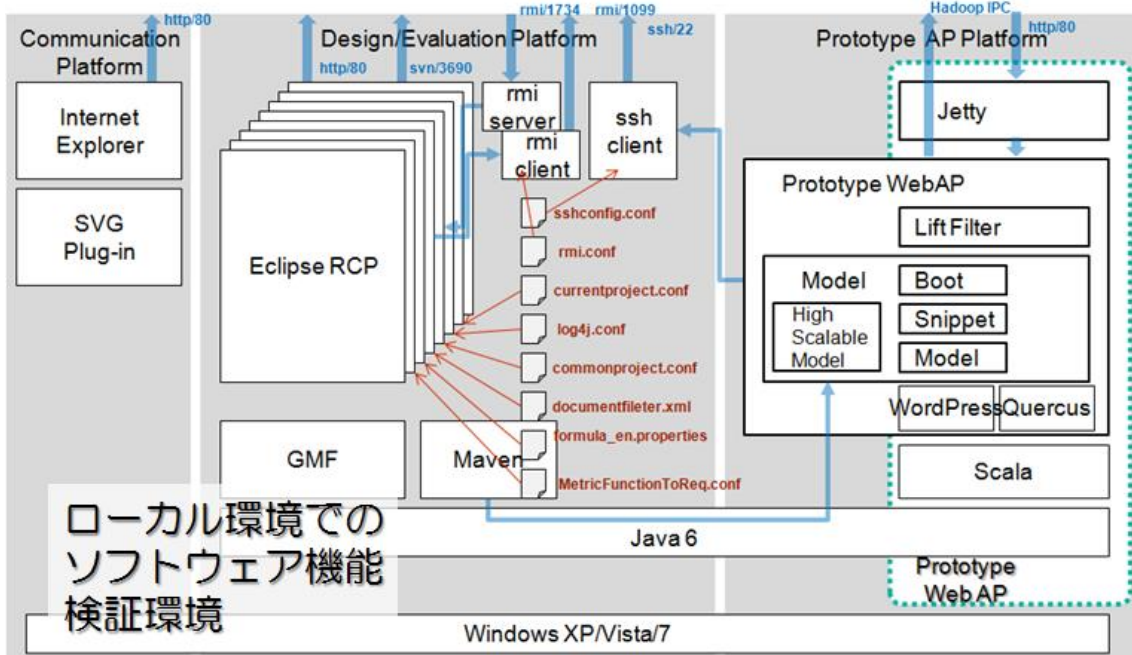 http/80
rmi/1734
rmi/1099
ssh/22
Hadoop IPC
http/80
Communication
Platform
Design/Evaluation Platform
Prototype AP Platform
http/80
svn/3690
Internet
Explorer
SVG
Plug-in
Eclipse RCP
rmi
server
rmi
client
ssh
client
sshconfig.conf
rmi.conf
currentproject.conf
log4j.conf
commonproject.conf
documentfileter.xml
formula_en.properties
MetricFunctionToReq.conf
GMF
Maven
Jetty
Prototype WebAP
Lift Filter
Model
High
Scalable
Model
Boot
Snippet
Model
WordPress
Quercus
Scala
Java 6
Prototype
Web AP
ローカル環境での
ソフトウェア機能
検証環境
Windows XP/Vista/7